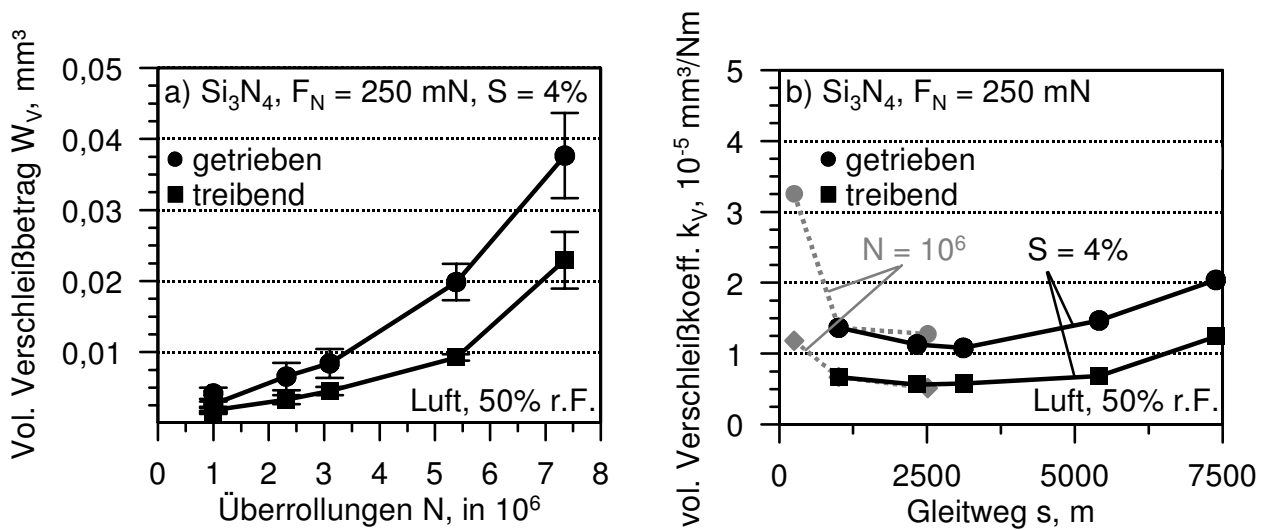 Vol. Verschleißbetrag W_V, mm³
0,05
0,04
0,03
0,02
0,01
a) Si₃N₄, F_N = 250 mN, S = 4%
getrieben
treibend
Luft, 50% r.F.
0 1 2 3 4 5 6 7 8
Überrollungen N, in 10⁶
vol. Verschleißkoeff. k_V, 10⁻⁵ mm³/Nm
5
4
3
2
1
0
b) Si₃N₄, F_N = 250 mN
getrieben
treibend
N = 10⁶
S = 4%
Luft, 50% r.F.
0 2500 5000 7500
Gleitweg s, m